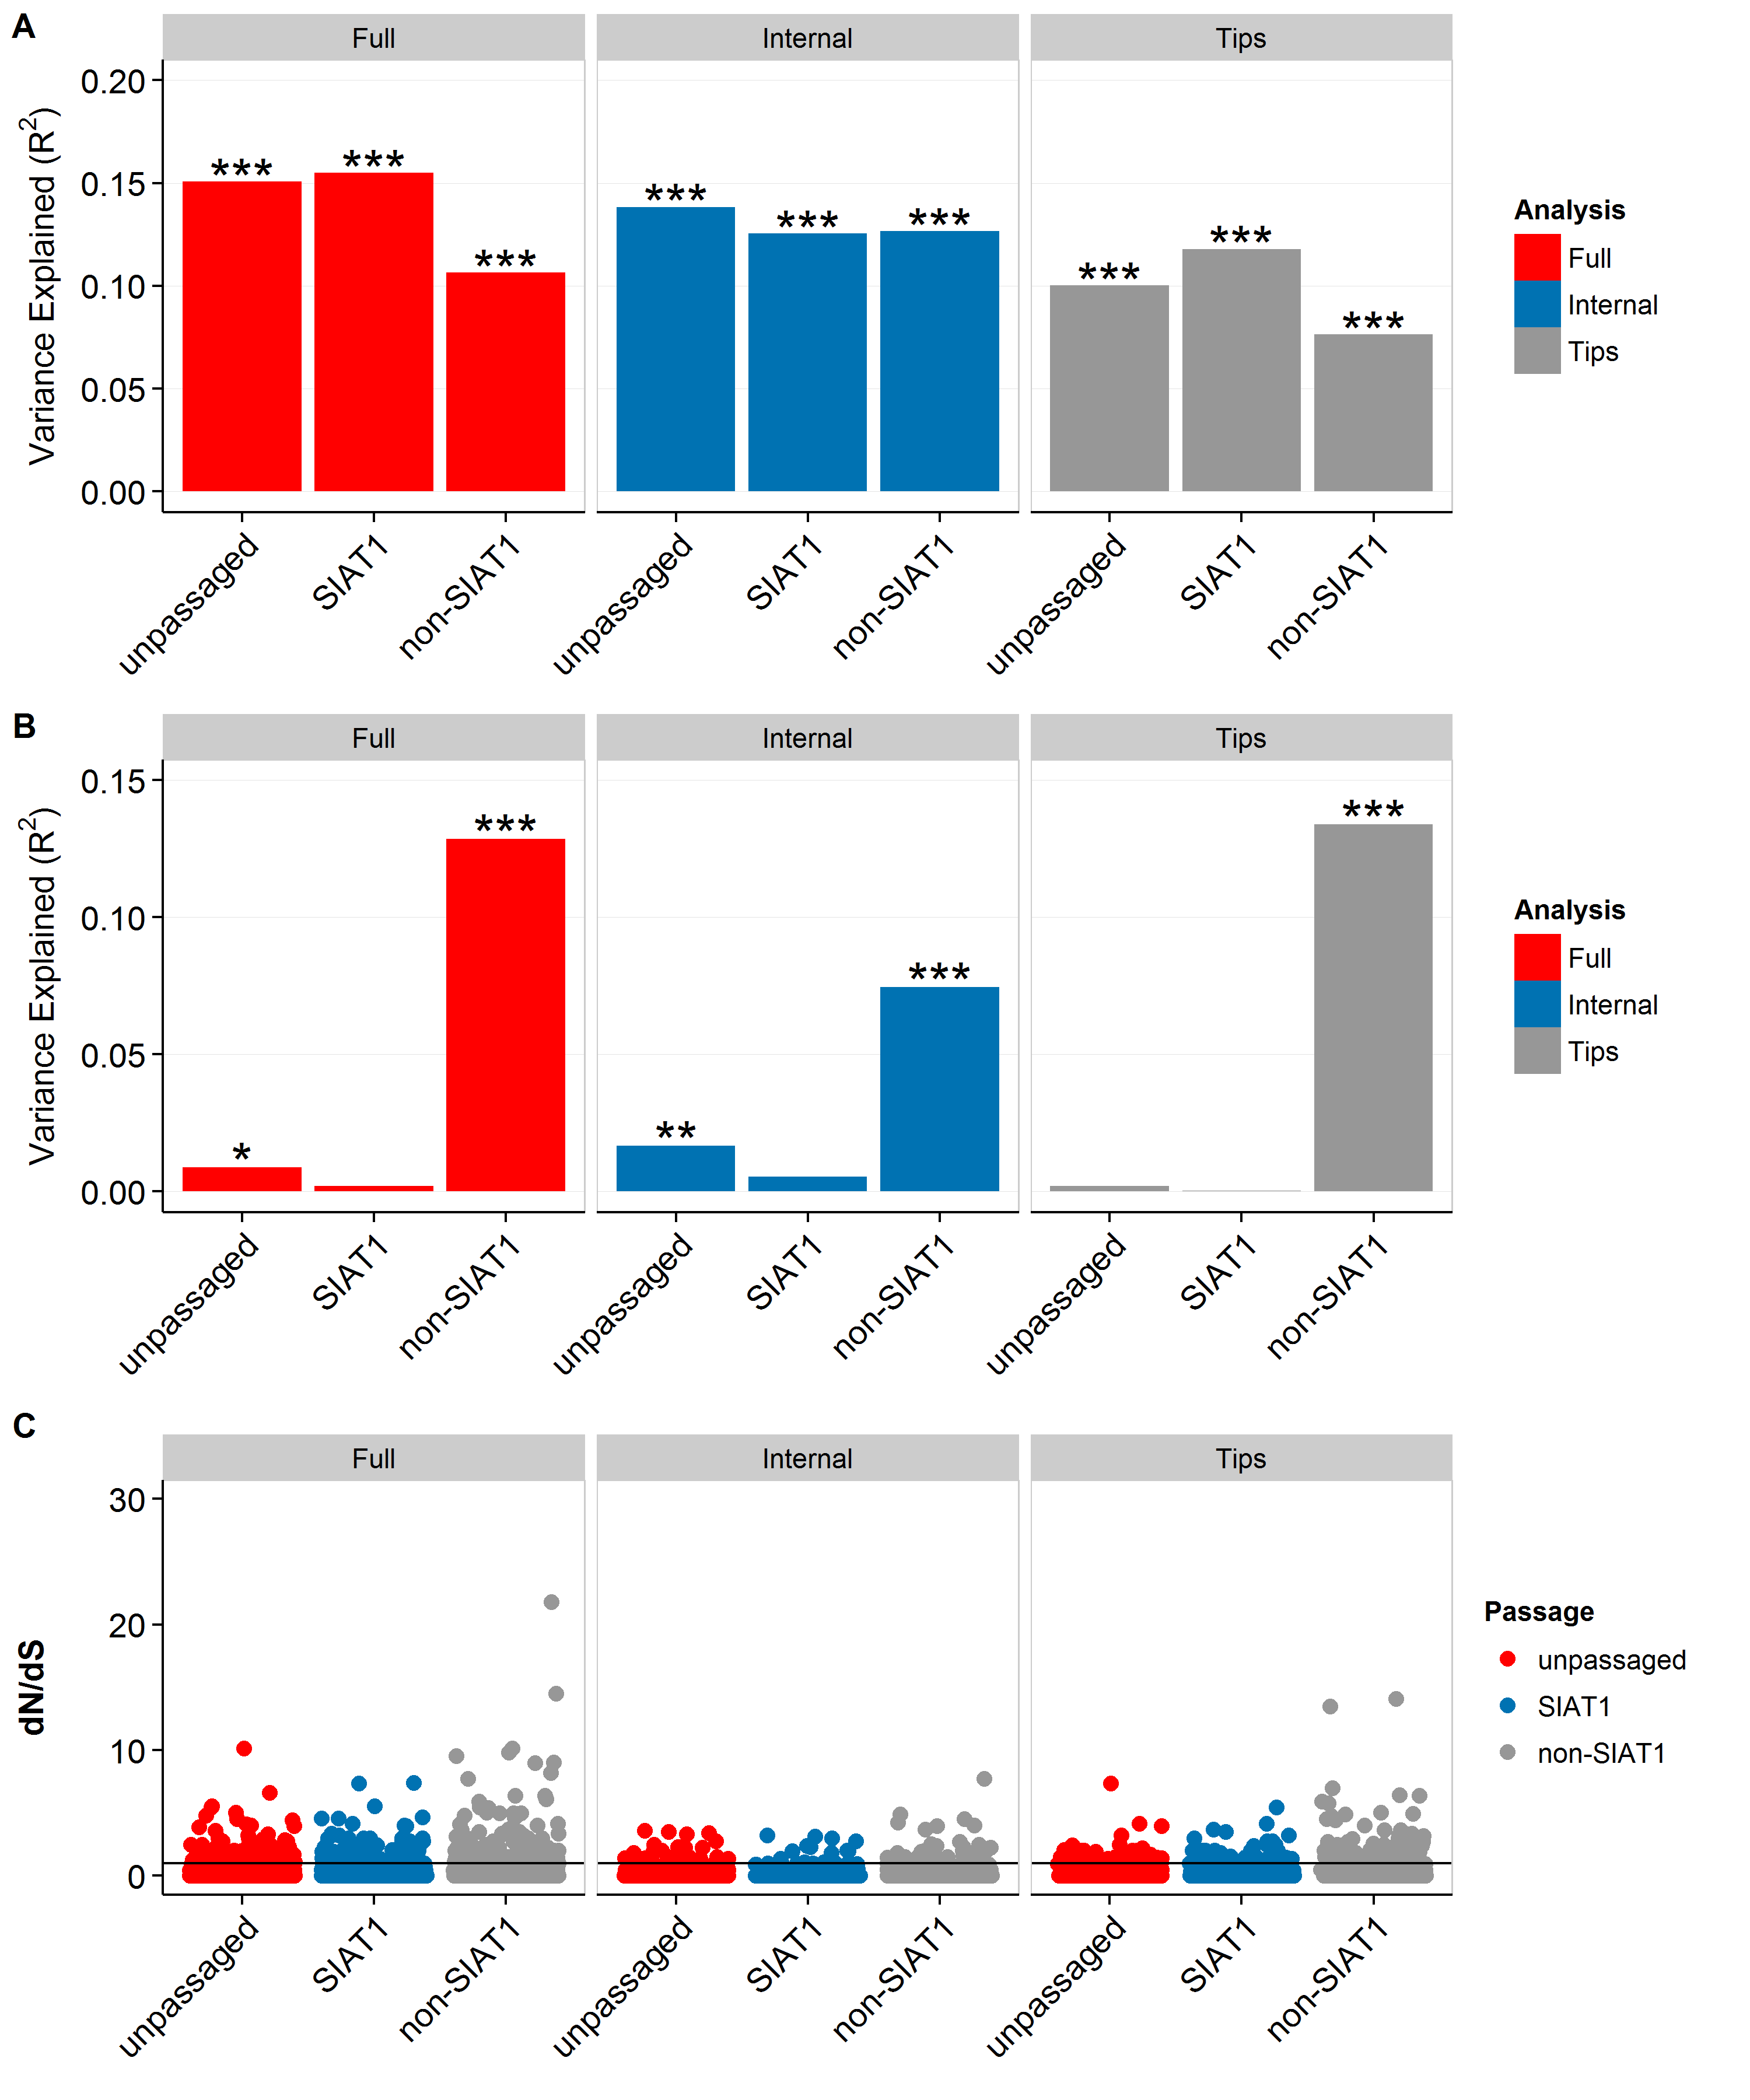 A
Full Internal Tips
Variance Explained (R²)
0.20
0.15
0.10
0.05
0.00
*** *** ***
*** *** ***
*** *** ***
unpassaged SIAT1 non-SIAT1 unpassaged SIAT1 non-SIAT1 unpassaged SIAT1 non-SIAT1
Analysis
Full
Internal
Tips
B
Full Internal Tips
Variance Explained (R²)
0.15
0.10
0.05
0.00
* ***
** ***
***
unpassaged SIAT1 non-SIAT1 unpassaged SIAT1 non-SIAT1 unpassaged SIAT1 non-SIAT1
Analysis
Full
Internal
Tips
C
Full Internal Tips
dN/dS
30
20
10
0
unpassaged SIAT1 non-SIAT1 unpassaged SIAT1 non-SIAT1 unpassaged SIAT1 non-SIAT1
Passage
unpassaged
SIAT1
non-SIAT1